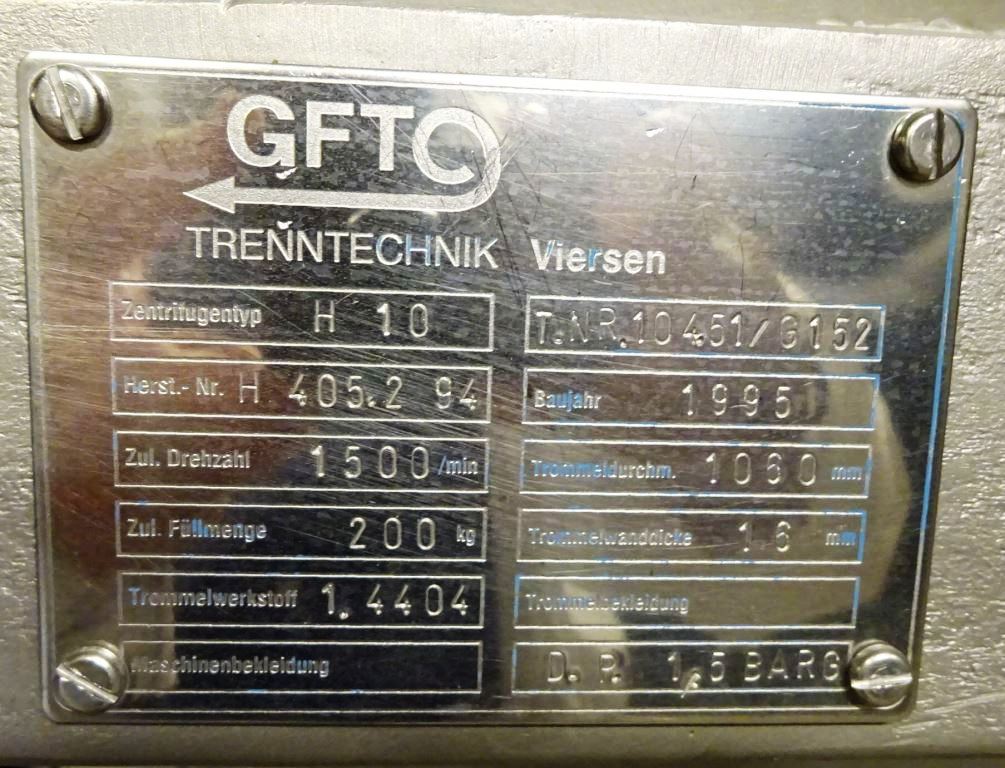 GFT
TRENNTECHNIK Viersen
Zentrifugentyp H 10
T.NR.10451/G152
Herst.- Nr. H 405.2 94
Baujahr 1995
Zul. Drehzahl 1500 /min
Trommeldurchm. 1060 mm
Zul. Füllmenge 200 kg
Trommelwanddicke 16 mm
Trommelwerkstoff 1.4404
Trommelbekleidung
Maschinenbekleidung
D.R. 1,5 BARG